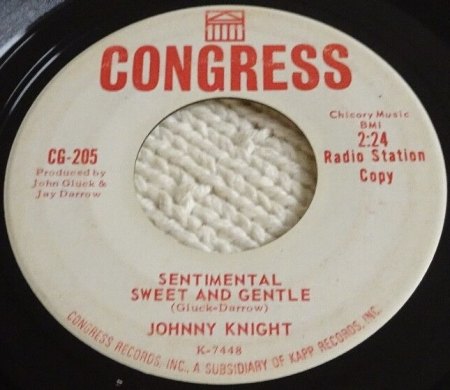 CONGRESS
CG-205
Produced by
John Gluck &
Jay Darrow
Chicory Music
BMI
2:24
Radio Station
Copy
SENTIMENTAL
SWEET AND GENTLE
(Gluck-Darrow)
JOHNNY KNIGHT
K-7448
CONGRESS RECORDS, INC., A SUBSIDIARY OF KAPP RECORDS, INC.